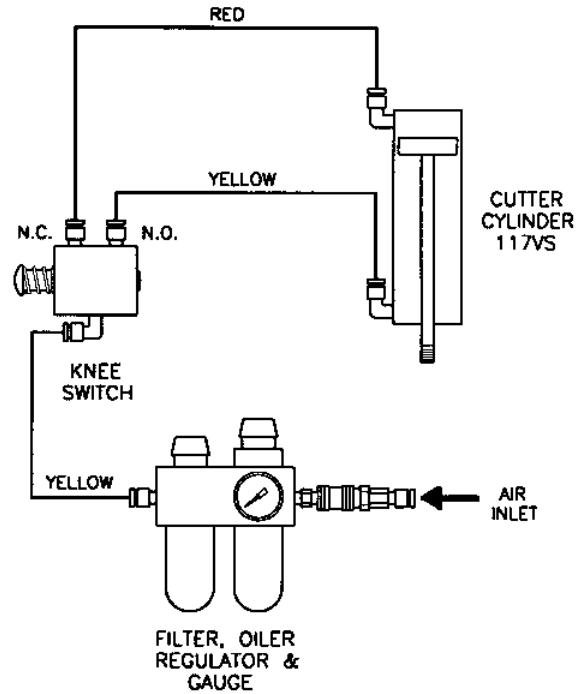 RED
YELLOW
CUTTER
CYLINDER
117VS
N.C.
N.O.
KNEE
SWITCH
YELLOW
AIR
INLET
FILTER, OILER
REGULATOR &
GAUGE